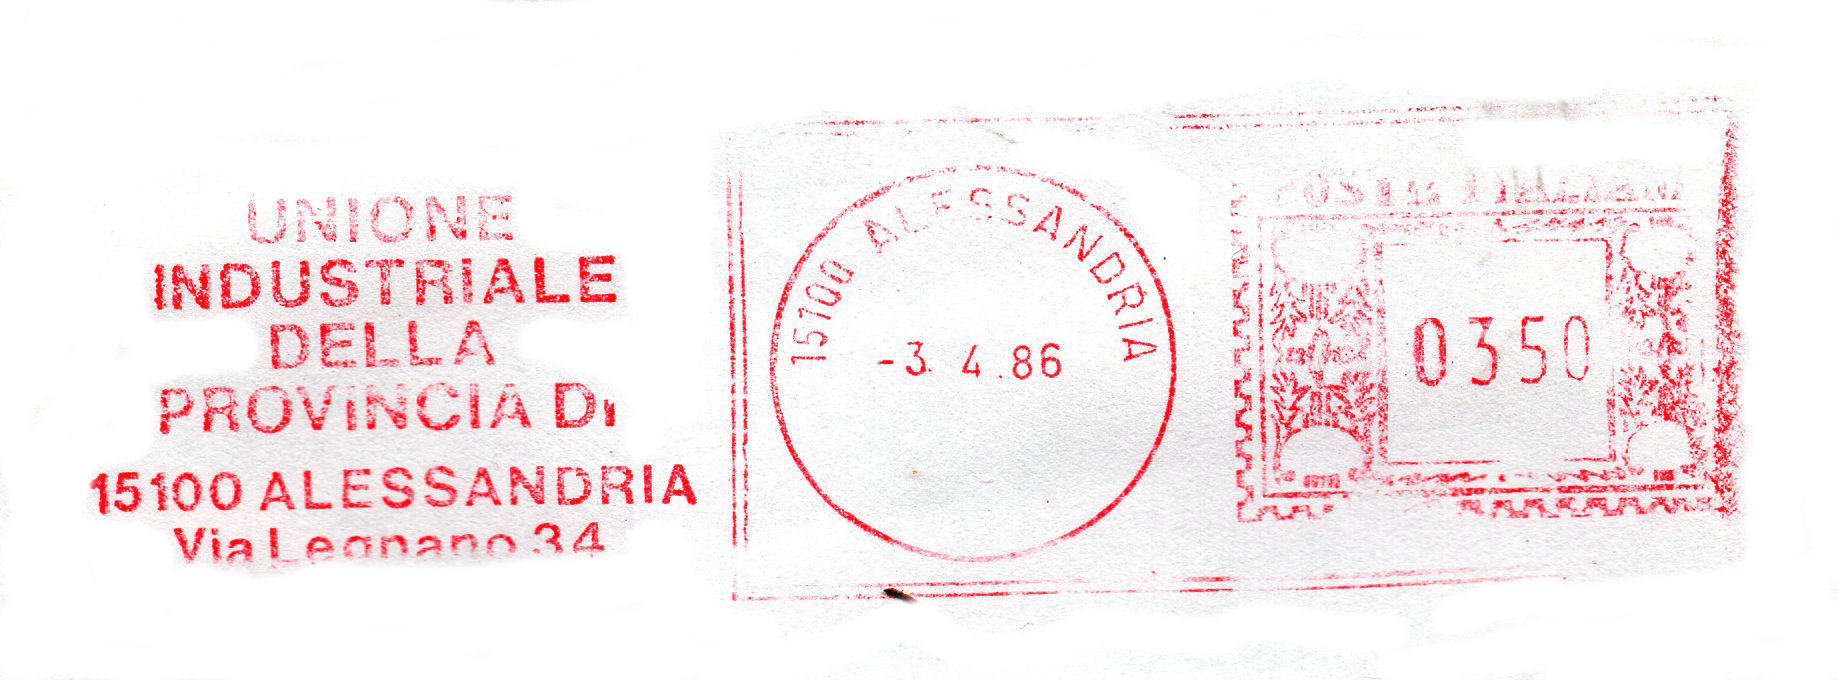 UNIONE
INDUSTRIALE
DELLA
PROVINCIA DI
15100 ALESSANDRIA
Via Legnano 34
15100 ALESSANDRIA
-3. 4.86
0350